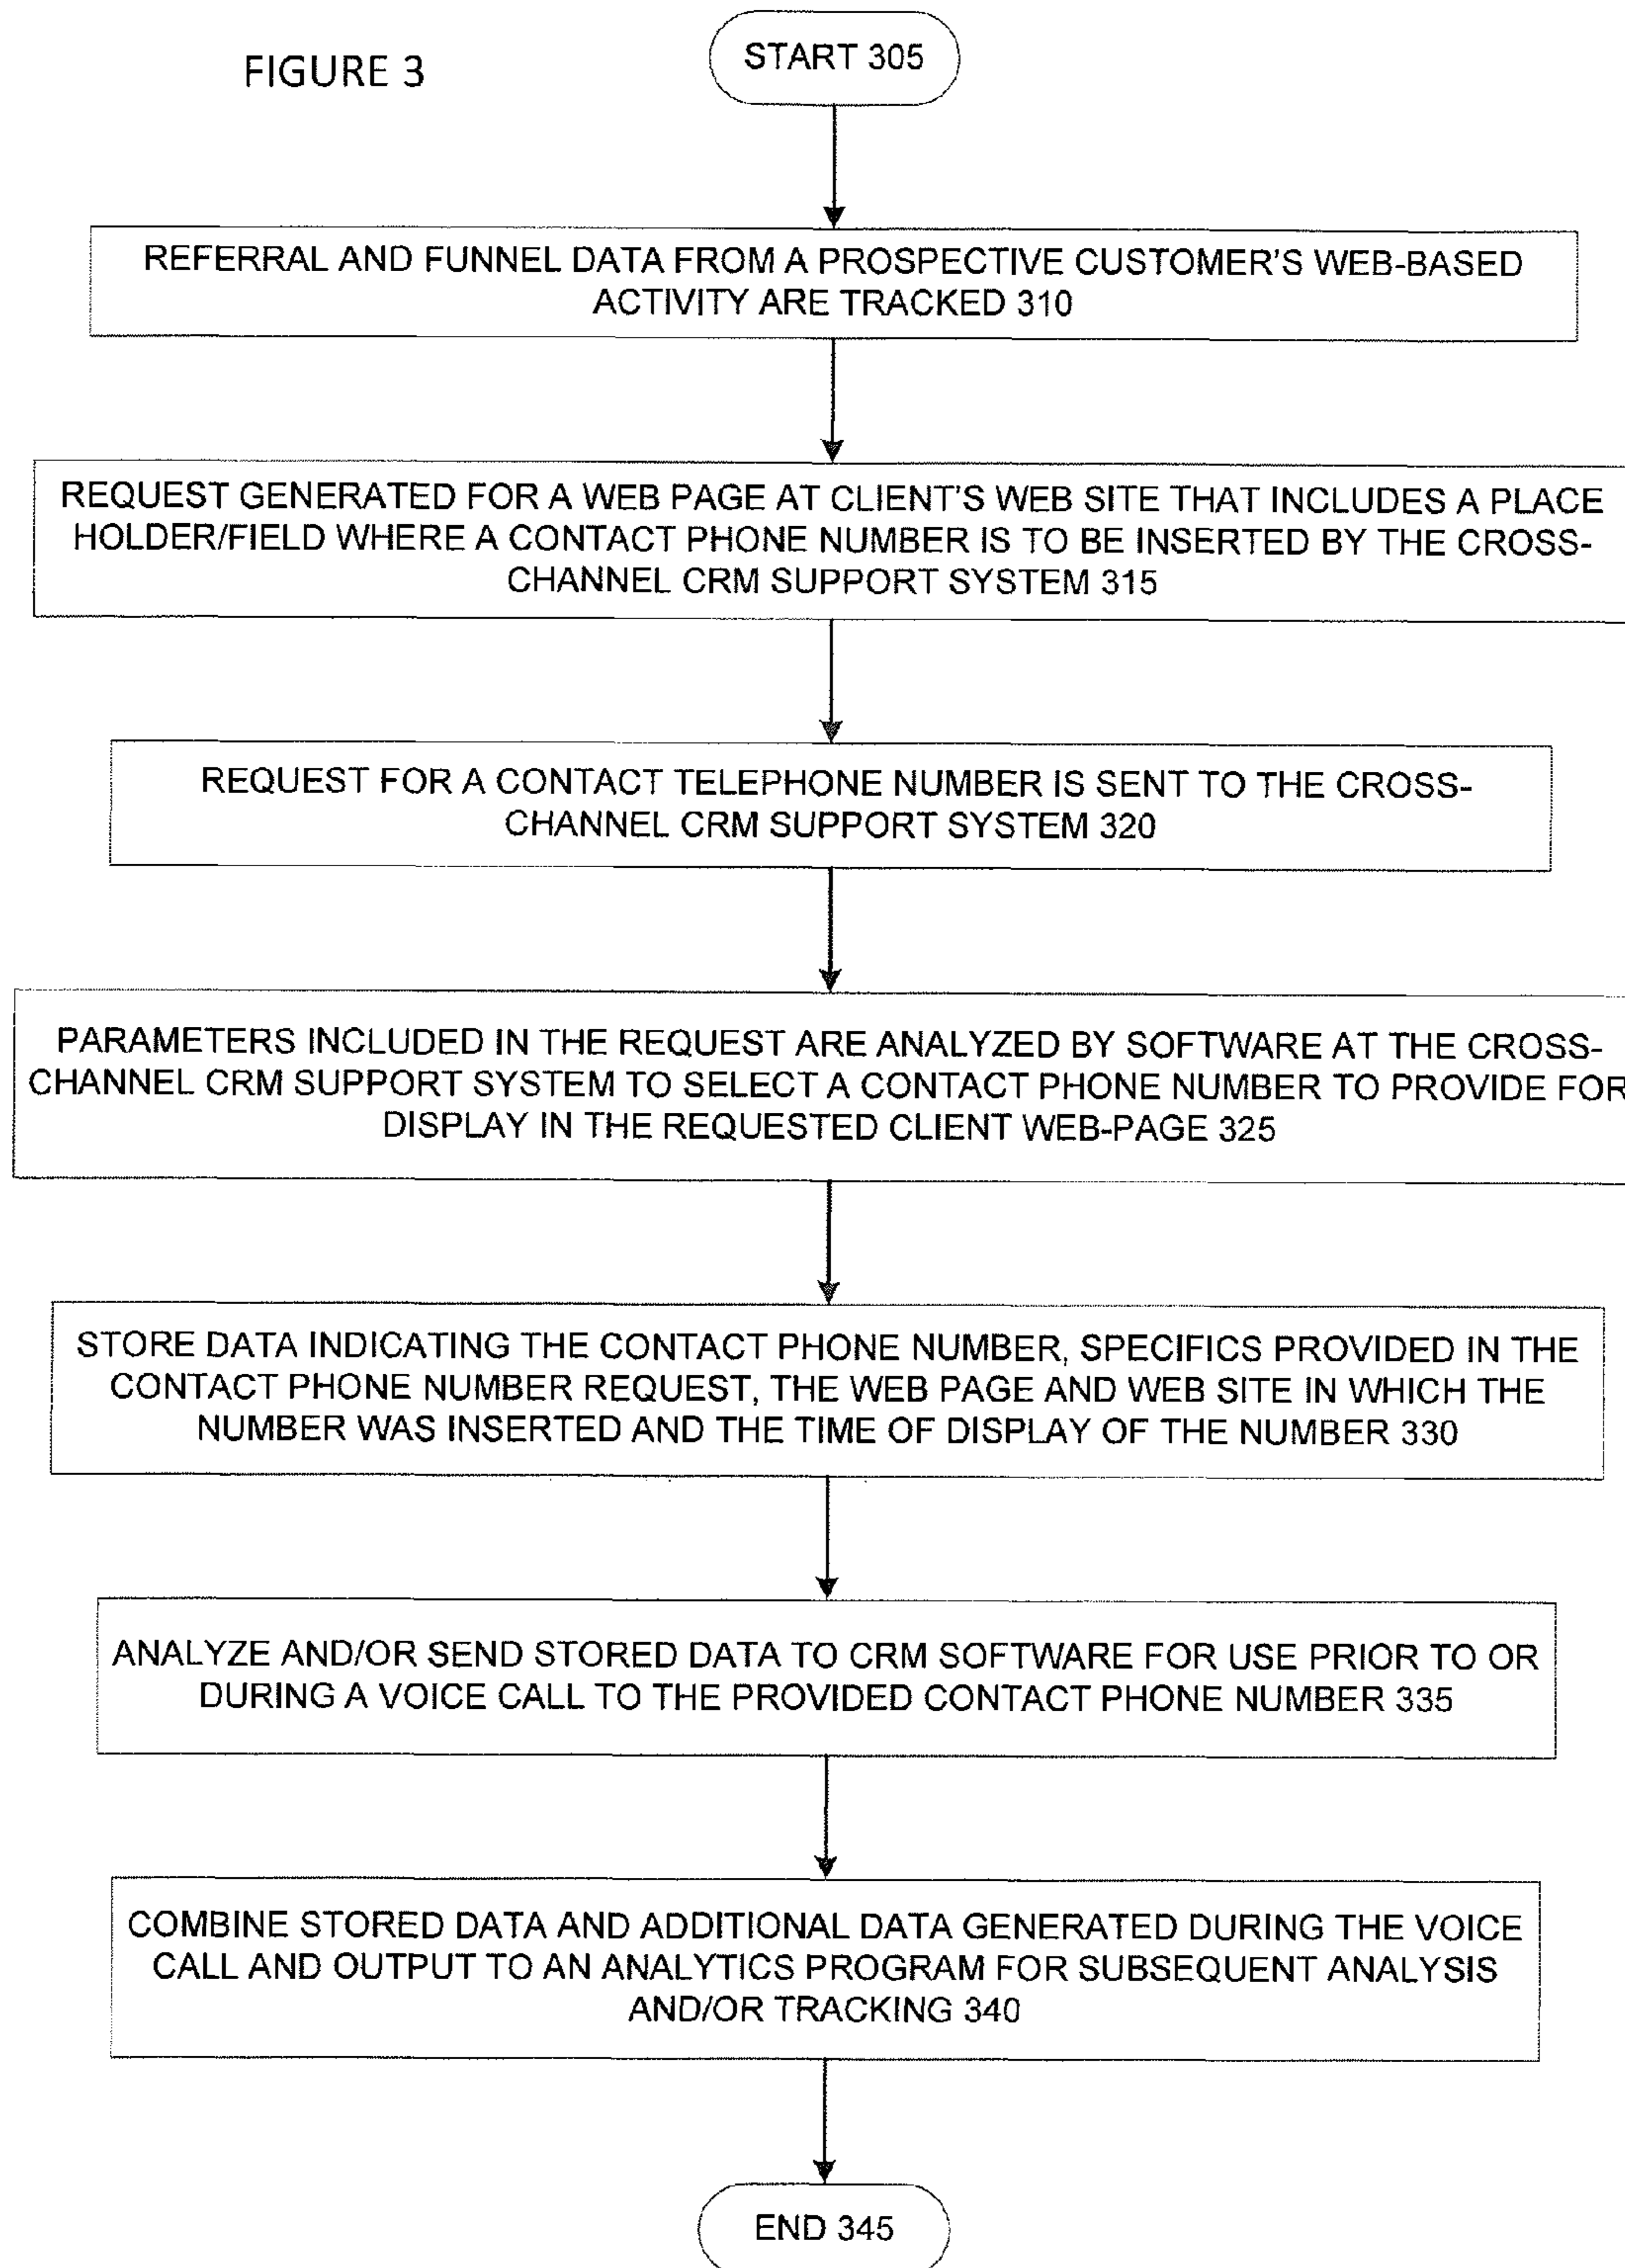 FIGURE 3
START 305
REFERRAL AND FUNNEL DATA FROM A PROSPECTIVE CUSTOMER'S WEB-BASED
ACTIVITY ARE TRACKED 310
REQUEST GENERATED FOR A WEB PAGE AT CLIENT'S WEB SITE THAT INCLUDES A PLACE
HOLDER/FIELD WHERE A CONTACT PHONE NUMBER IS TO BE INSERTED BY THE CROSS-
CHANNEL CRM SUPPORT SYSTEM 315
REQUEST FOR A CONTACT TELEPHONE NUMBER IS SENT TO THE CROSS-
CHANNEL CRM SUPPORT SYSTEM 320
PARAMETERS INCLUDED IN THE REQUEST ARE ANALYZED BY SOFTWARE AT THE CROSS-
CHANNEL CRM SUPPORT SYSTEM TO SELECT A CONTACT PHONE NUMBER TO PROVIDE FOR
DISPLAY IN THE REQUESTED CLIENT WEB-PAGE 325
STORE DATA INDICATING THE CONTACT PHONE NUMBER, SPECIFICS PROVIDED IN THE
CONTACT PHONE NUMBER REQUEST, THE WEB PAGE AND WEB SITE IN WHICH THE
NUMBER WAS INSERTED AND THE TIME OF DISPLAY OF THE NUMBER 330
ANALYZE AND/OR SEND STORED DATA TO CRM SOFTWARE FOR USE PRIOR TO OR
DURING A VOICE CALL TO THE PROVIDED CONTACT PHONE NUMBER 335
COMBINE STORED DATA AND ADDITIONAL DATA GENERATED DURING THE VOICE
CALL AND OUTPUT TO AN ANALYTICS PROGRAM FOR SUBSEQUENT ANALYSIS
AND/OR TRACKING 340
END 345